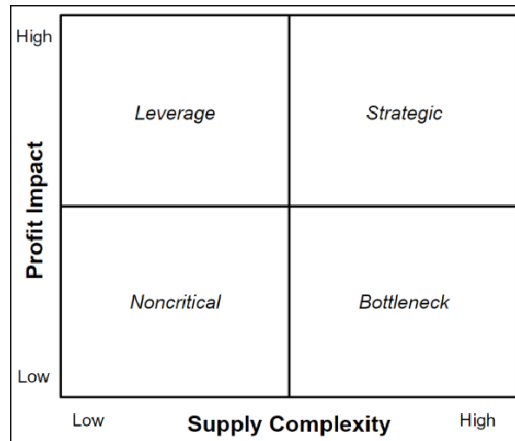 High
Leverage
Strategic
Profit Impact
Noncritical
Bottleneck
Low
Low
Supply Complexity
High